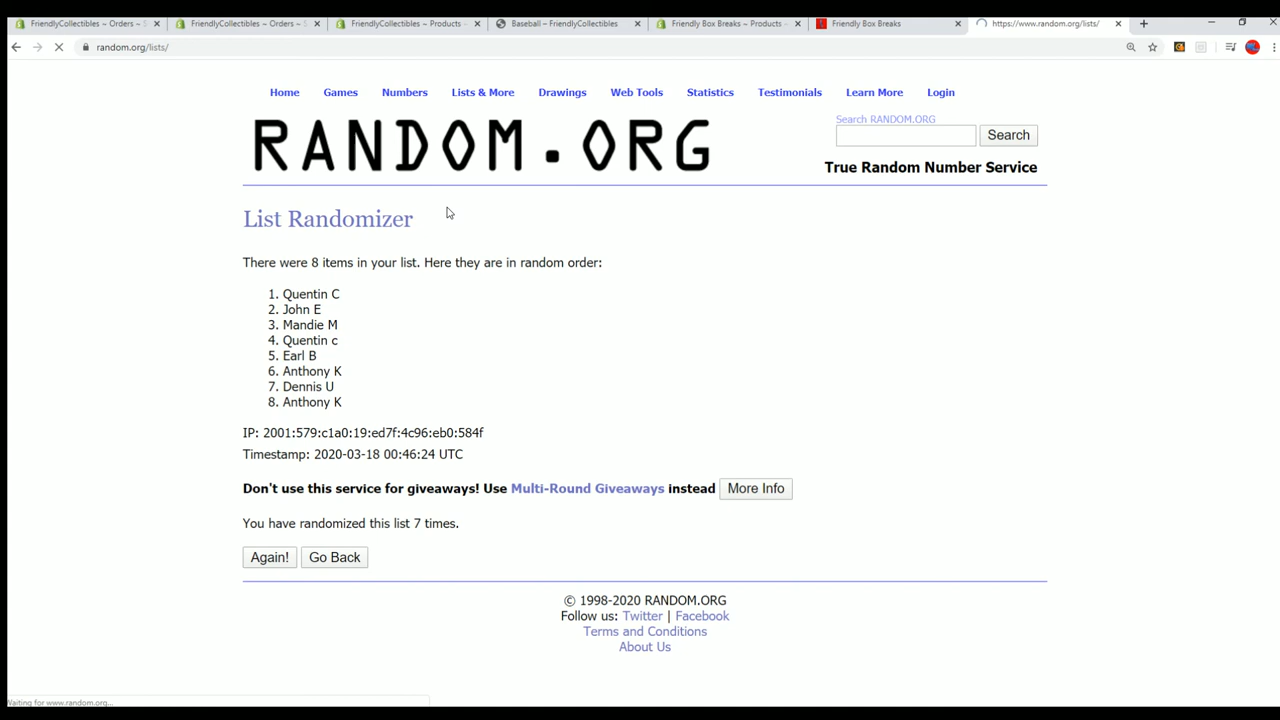 FriendlyCollectibles ~ Orders ~ S
FriendlyCollectibles ~ Orders ~ S
FriendlyCollectibles ~ Products ~
Baseball – FriendlyCollectibles
Friendly Box Breaks ~ Products ~
Friendly Box Breaks
https://www.random.org/lists/
random.org/lists/
Home Games Numbers Lists & More Drawings Web Tools Statistics Testimonials Learn More Login
RANDOM.ORG
Search RANDOM.ORG
Search
True Random Number Service
List Randomizer
There were 8 items in your list. Here they are in random order:
1. Quentin C
2. John E
3. Mandie M
4. Quentin c
5. Earl B
6. Anthony K
7. Dennis U
8. Anthony K
IP: 2001:579:c1a0:19:ed7f:4c96:eb0:584f
Timestamp: 2020-03-18 00:46:24 UTC
Don't use this service for giveaways! Use Multi-Round Giveaways instead More Info
You have randomized this list 7 times.
Again! Go Back
© 1998-2020 RANDOM.ORG
Follow us: Twitter | Facebook
Terms and Conditions
About Us
Waiting for www.random.org...